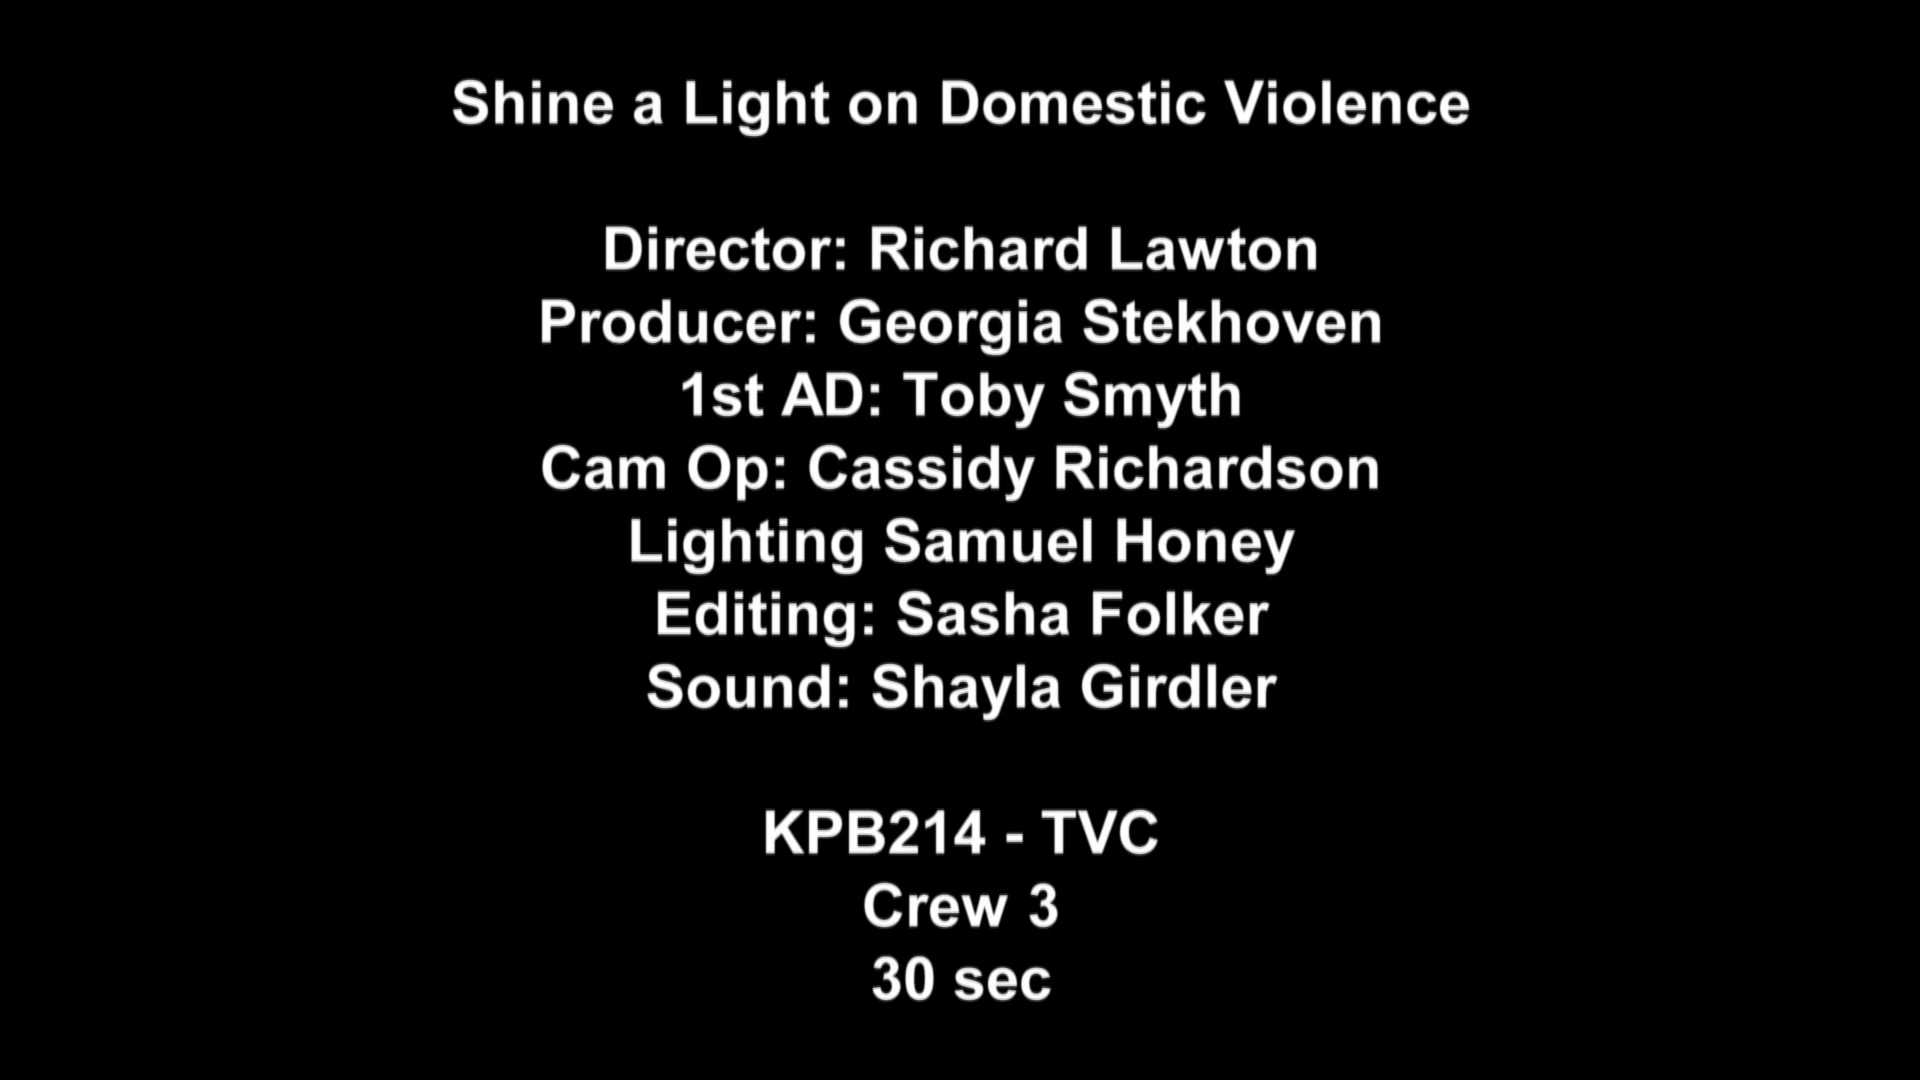 Shine a Light on Domestic Violence
Director: Richard Lawton
Producer: Georgia Stekhoven
1st AD: Toby Smyth
Cam Op: Cassidy Richardson
Lighting Samuel Honey
Editing: Sasha Folker
Sound: Shayla Girdler
KPB214 - TVC
Crew 3
30 sec